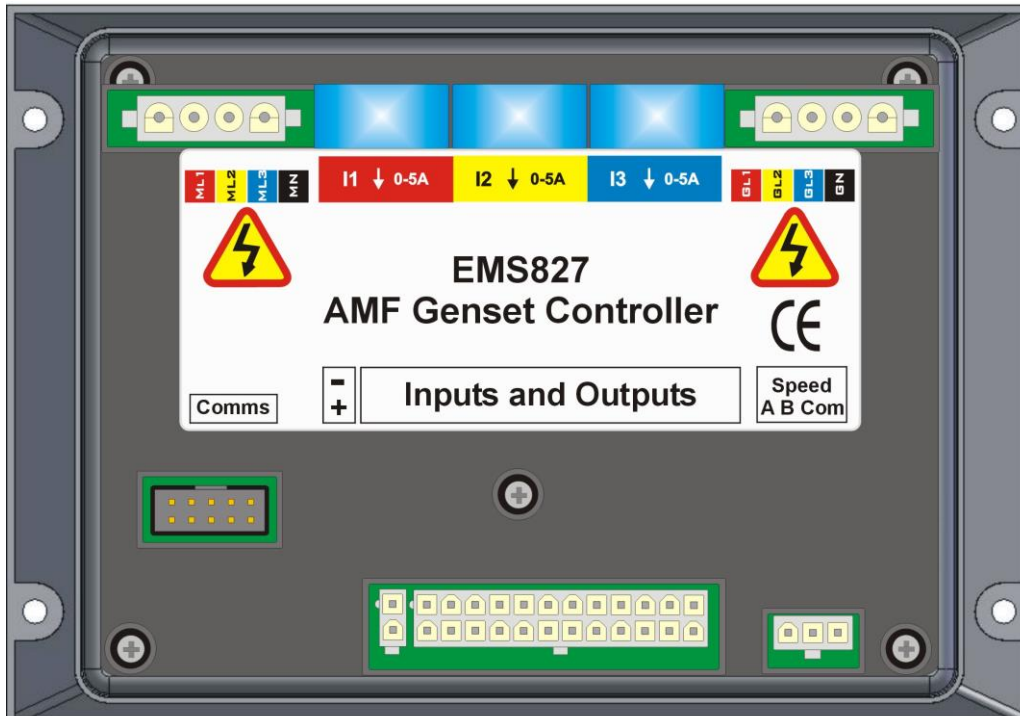 ML1 ML2 ML3 MN
I1 ↓ 0-5A I2 ↓ 0-5A I3 ↓ 0-5A
GL1 GL2 GL3 GN
EMS827
AMF Genset Controller
CE
Comms
-
+
Inputs and Outputs
Speed
A B Com